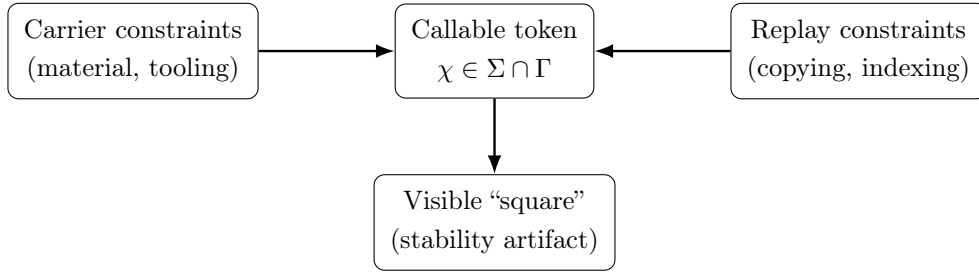 Carrier constraints
(material, tooling)
Callable token
χ ∈ Σ ∩ Γ
Replay constraints
(copying, indexing)
Visible “square”
(stability artifact)